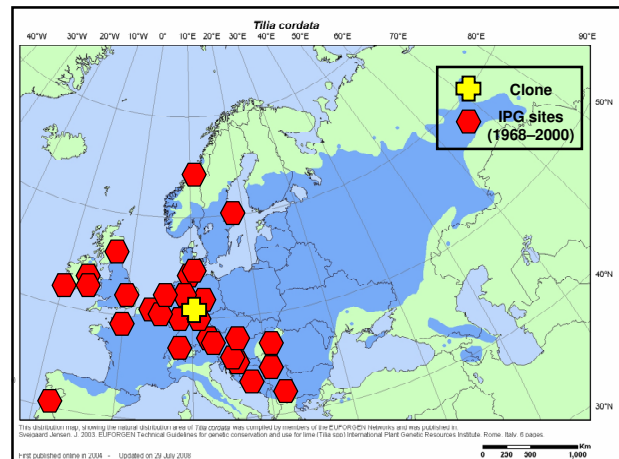 Tilia cordata
40°W 30°W 20°W 10°W 0° 10°E 20°E 30°E 40°E 50°E 60°E 70°E 80°E 90°E
Clone
IPG sites
(1968–2000)
50°N
40°N
30°N
This distribution map, showing the natural distribution area of Tilia cordata was compiled by members of the EUFORGEN Networks and was published in:
Svejgaard Jensen, J. 2003. EUFORGEN Technical Guidelines for genetic conservation and use for lime (Tilia spp) International Plant Genetic Resources Institute, Rome, Italy. 6 pages.
First published online in 2004 - Updated on 29 July 2008
Km
0 250 500 1,000